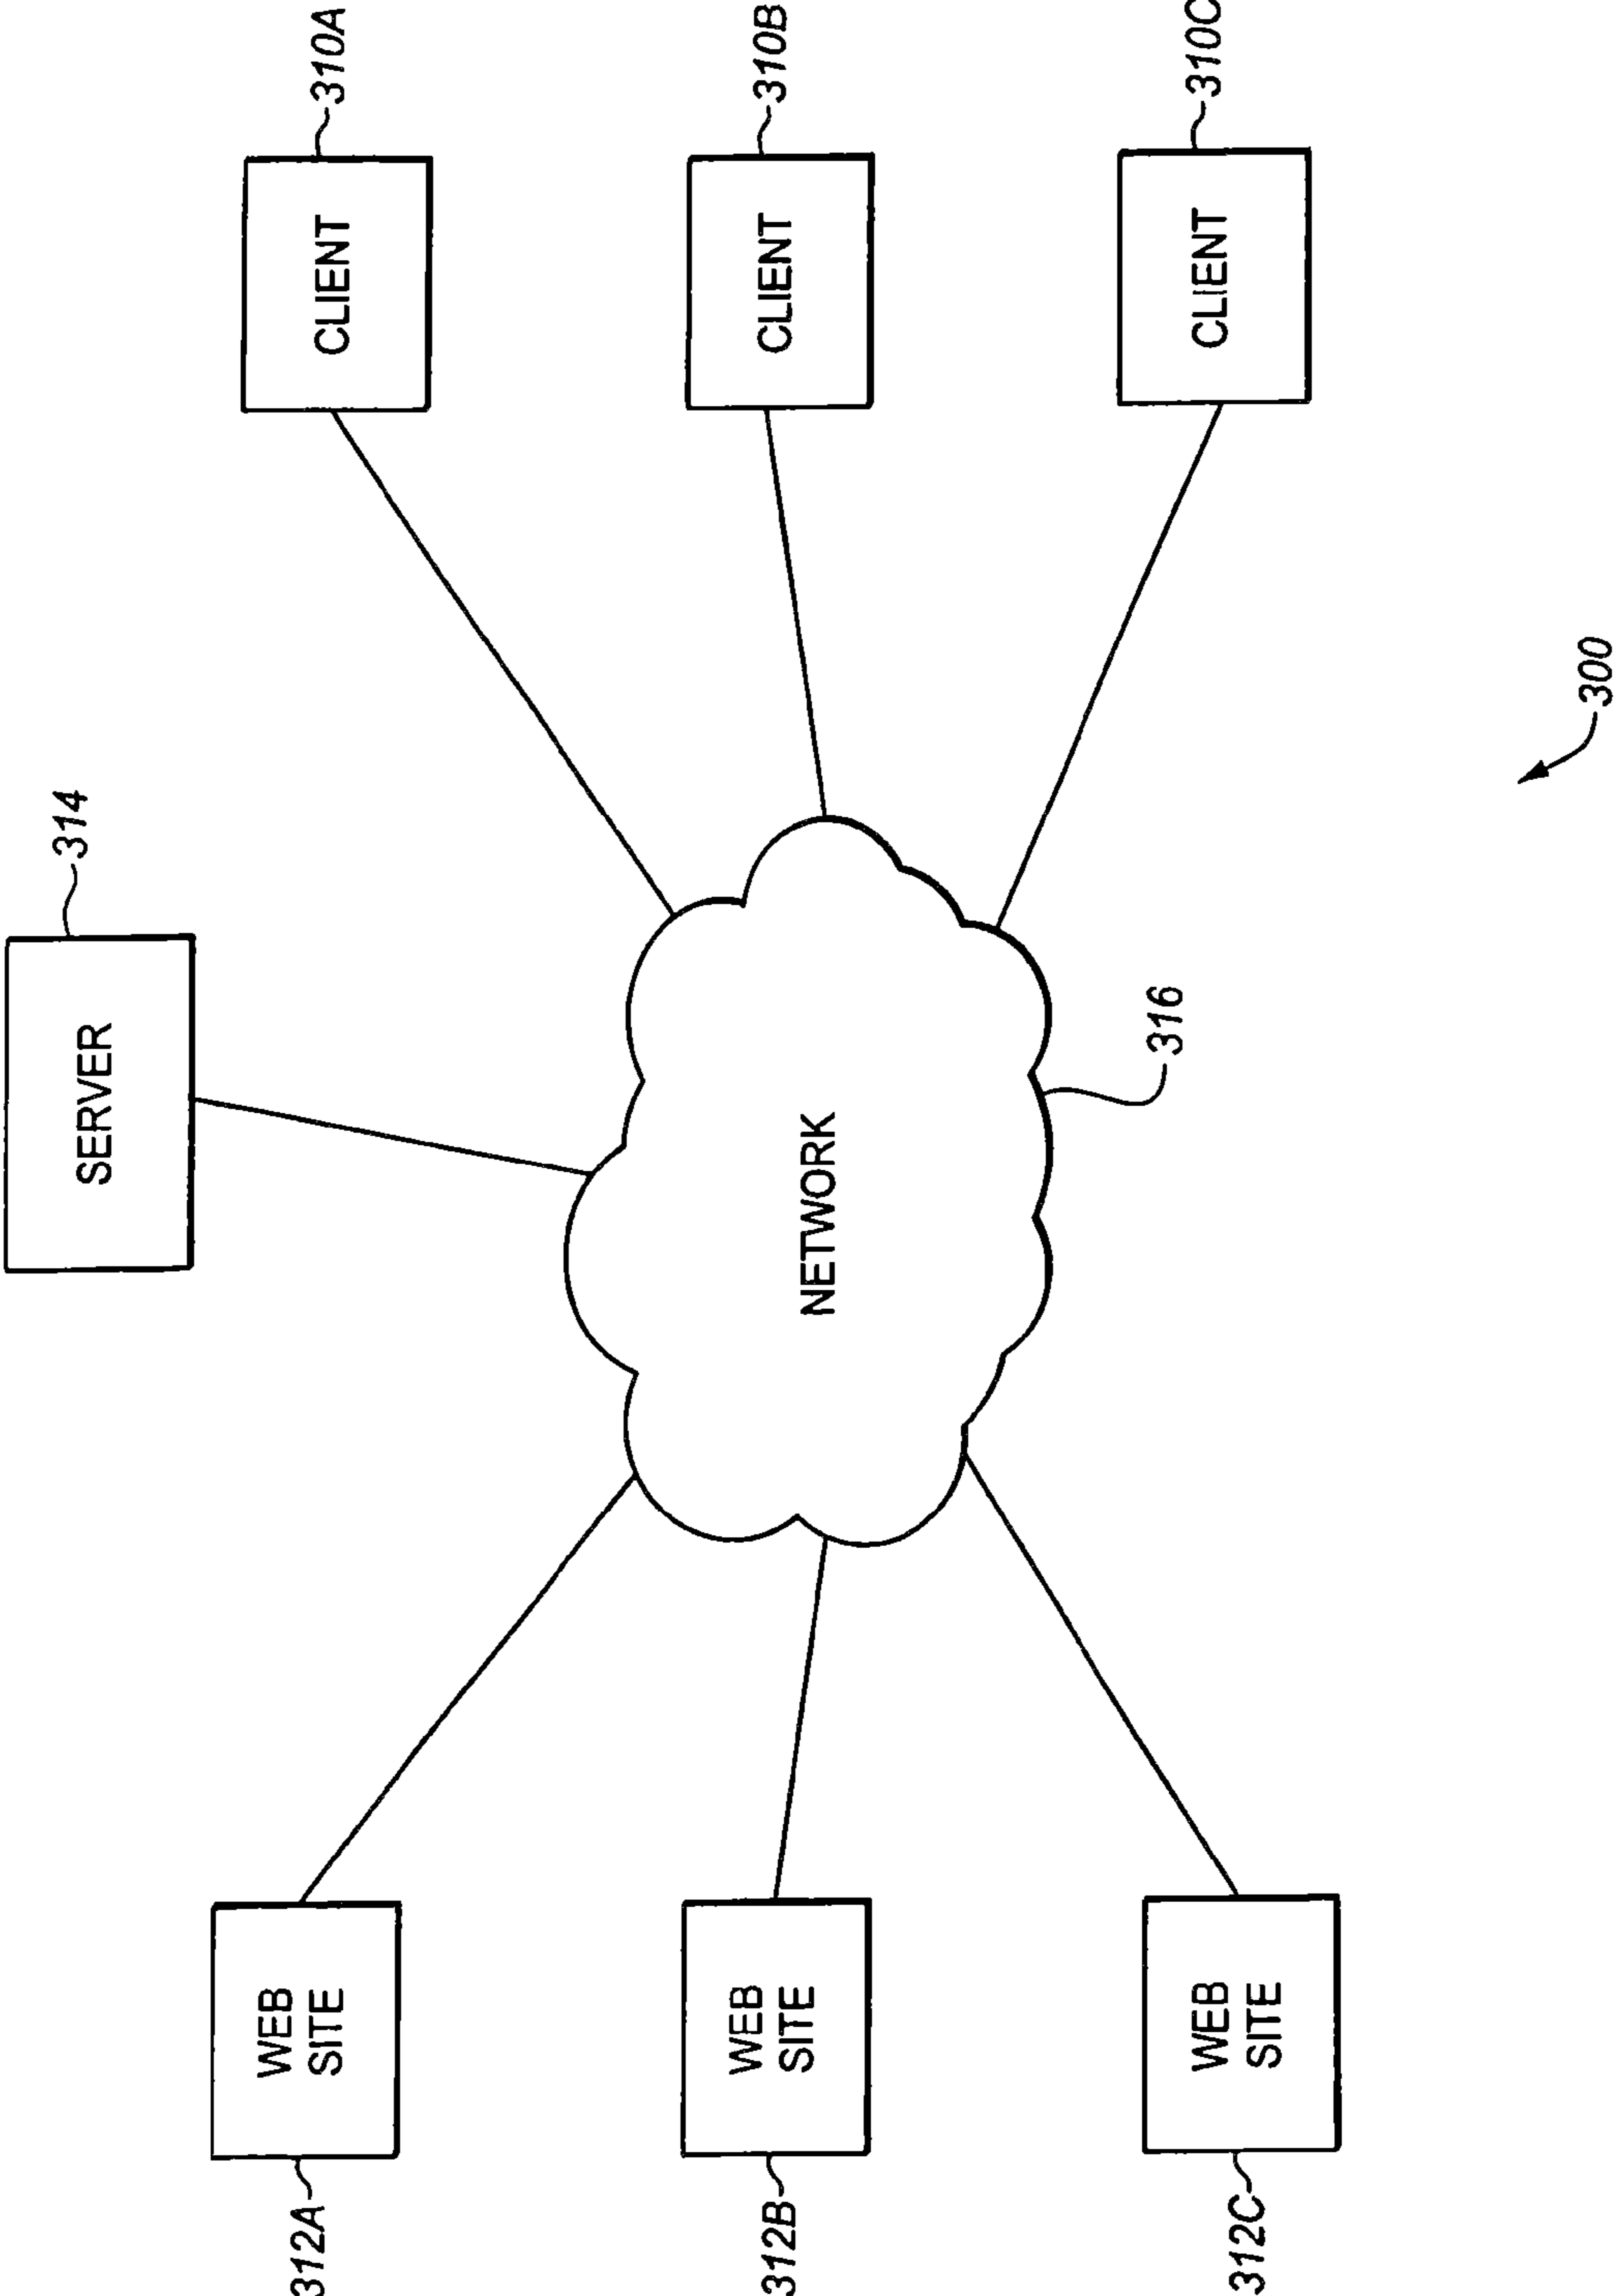 314
SERVER
312A
WEB
SITE
CLIENT
310A
312B
WEB
SITE
NETWORK
CLIENT
310B
312C
WEB
SITE
316
CLIENT
310C
300